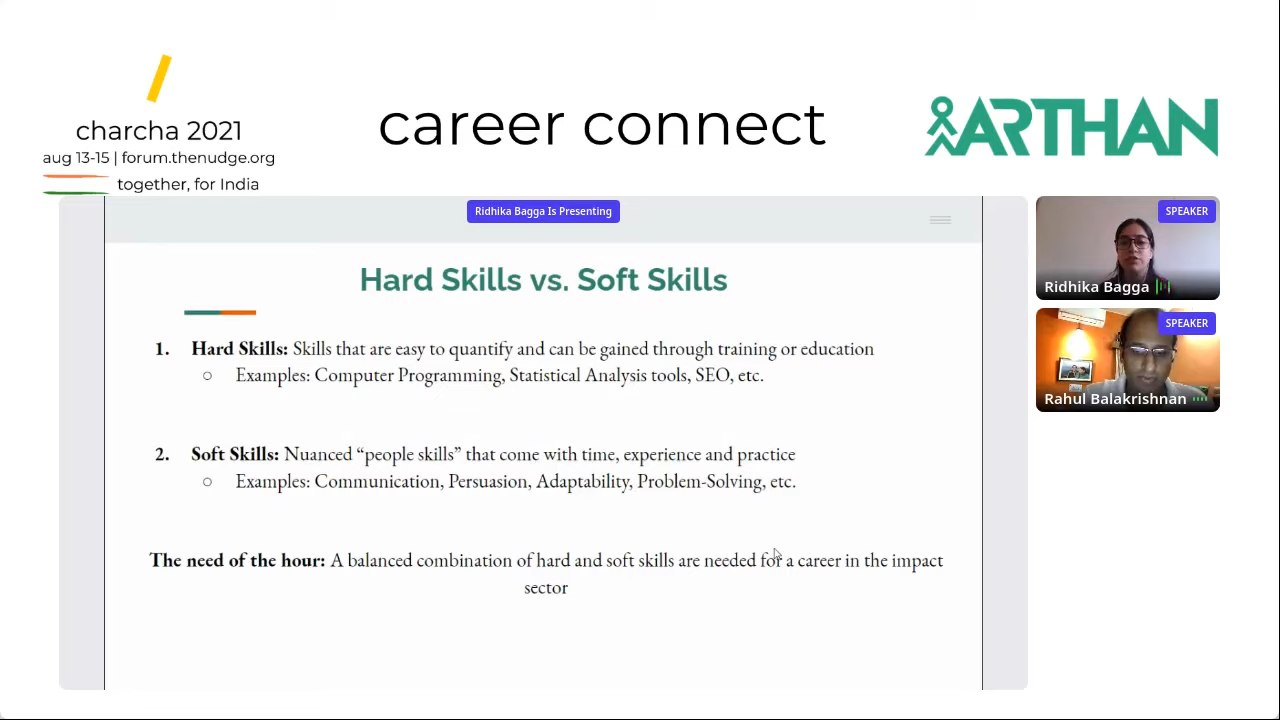 charcha 2021
aug 13-15 | forum.thenudge.org
together, for India
career connect
ARTHAN
Ridhika Bagga Is Presenting
Hard Skills vs. Soft Skills
1. Hard Skills: Skills that are easy to quantify and can be gained through training or education
○ Examples: Computer Programming, Statistical Analysis tools, SEO, etc.
2. Soft Skills: Nuanced “people skills” that come with time, experience and practice
○ Examples: Communication, Persuasion, Adaptability, Problem-Solving, etc.
The need of the hour: A balanced combination of hard and soft skills are needed for a career in the impact
sector
SPEAKER
Ridhika Bagga
SPEAKER
Rahul Balakrishnan